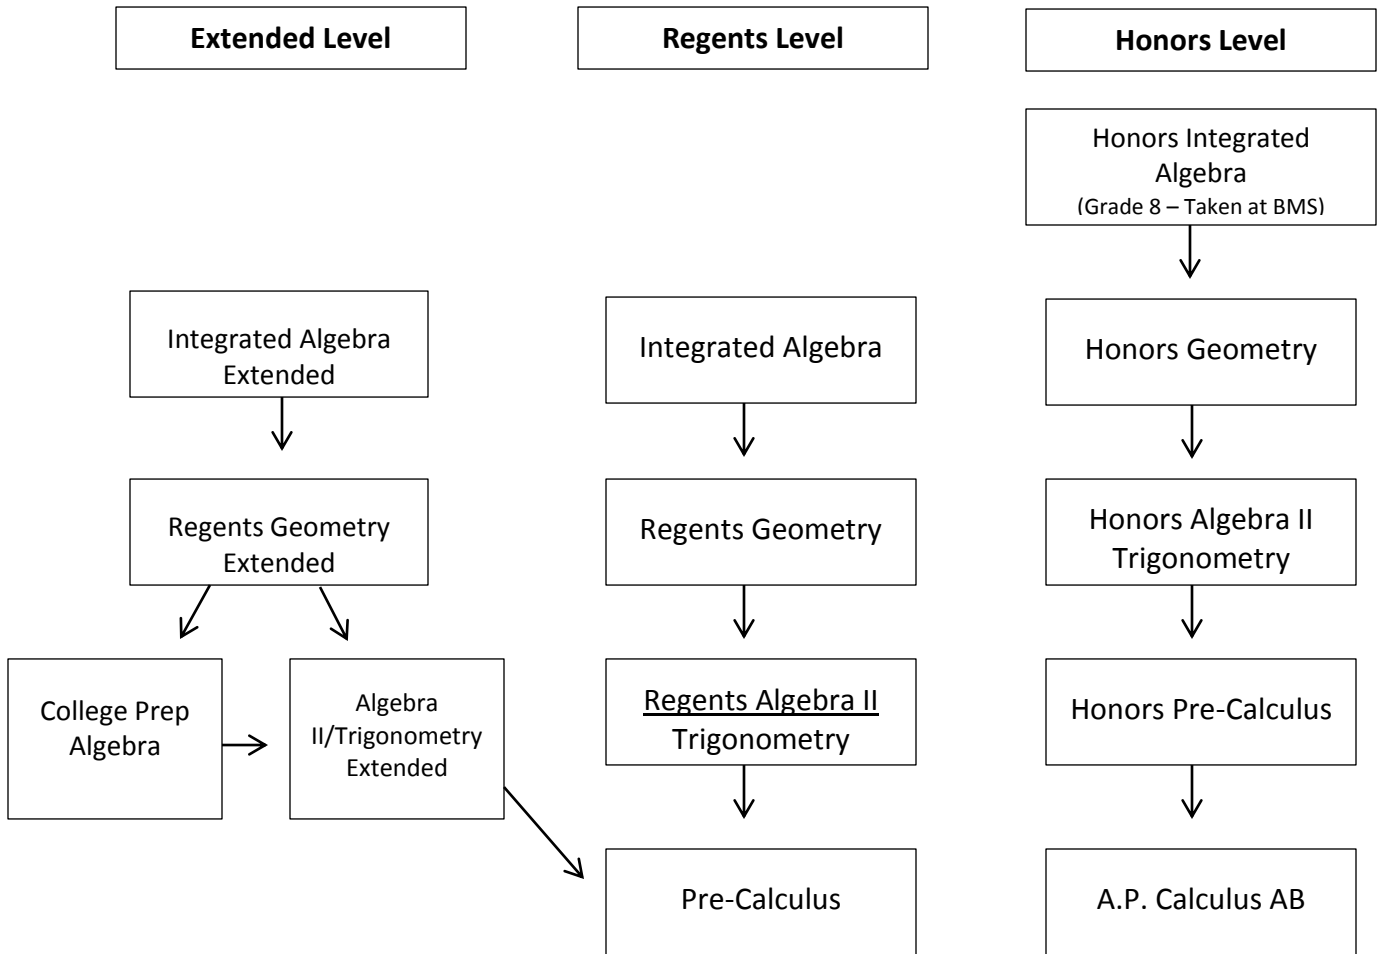 Extended Level
Regents Level
Honors Level
Honors Integrated
Algebra
(Grade 8 – Taken at BMS)
Integrated Algebra
Extended
Integrated Algebra
Honors Geometry
Regents Geometry
Extended
Regents Geometry
Honors Algebra II
Trigonometry
College Prep
Algebra
Algebra
II/Trigonometry
Extended
Regents Algebra II
Trigonometry
Honors Pre-Calculus
Pre-Calculus
A.P. Calculus AB